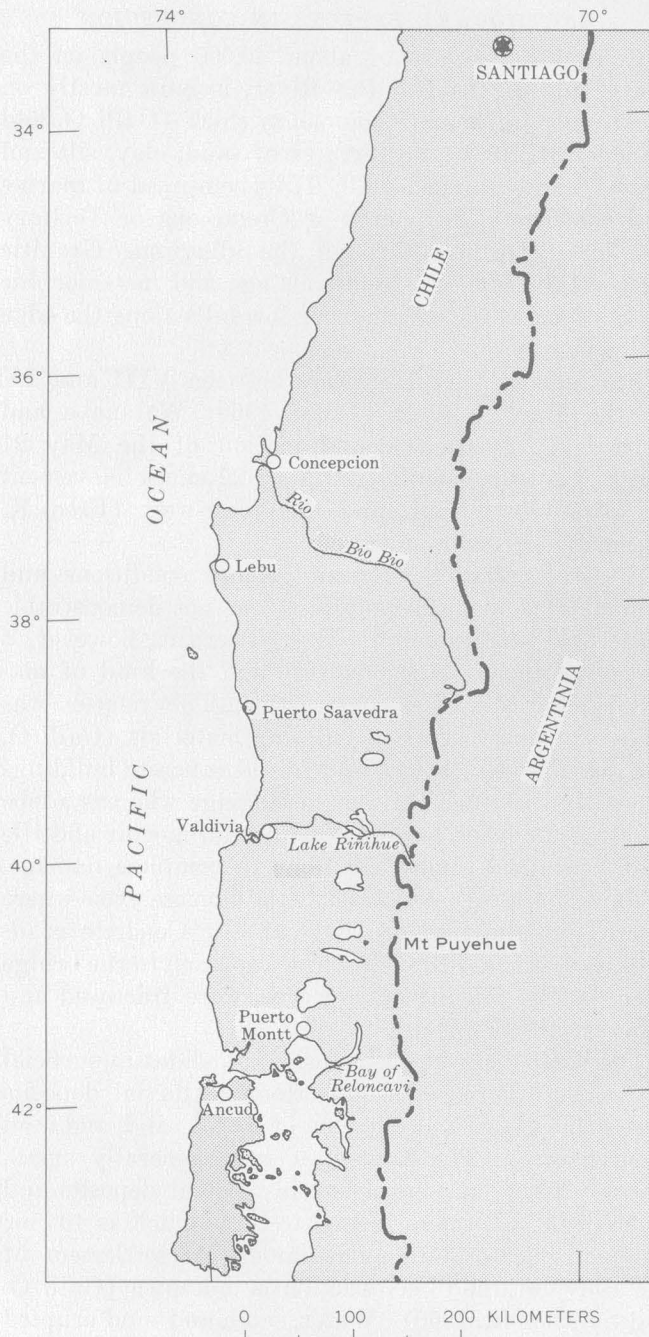 74°
70°
SANTIAGO
34°
CHILE
36°
OCEAN
Concepcion
Rio
Bio Bio
Lebu
38°
Puerto Saavedra
ARGENTINIA
PACIFIC
Valdivia
Lake Rinihue
40°
Mt Puyehue
Puerto
Montt
Bay of
Reloncavi
Ancud
42°
0 100 200 KILOMETERS